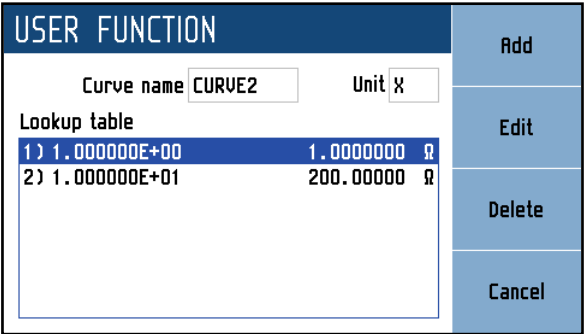 USER FUNCTION
Curve name CURVE2 Unit X
Lookup table
1) 1.000000E+00 1.0000000 Ω
2) 1.000000E+01 200.00000 Ω
Add
Edit
Delete
Cancel